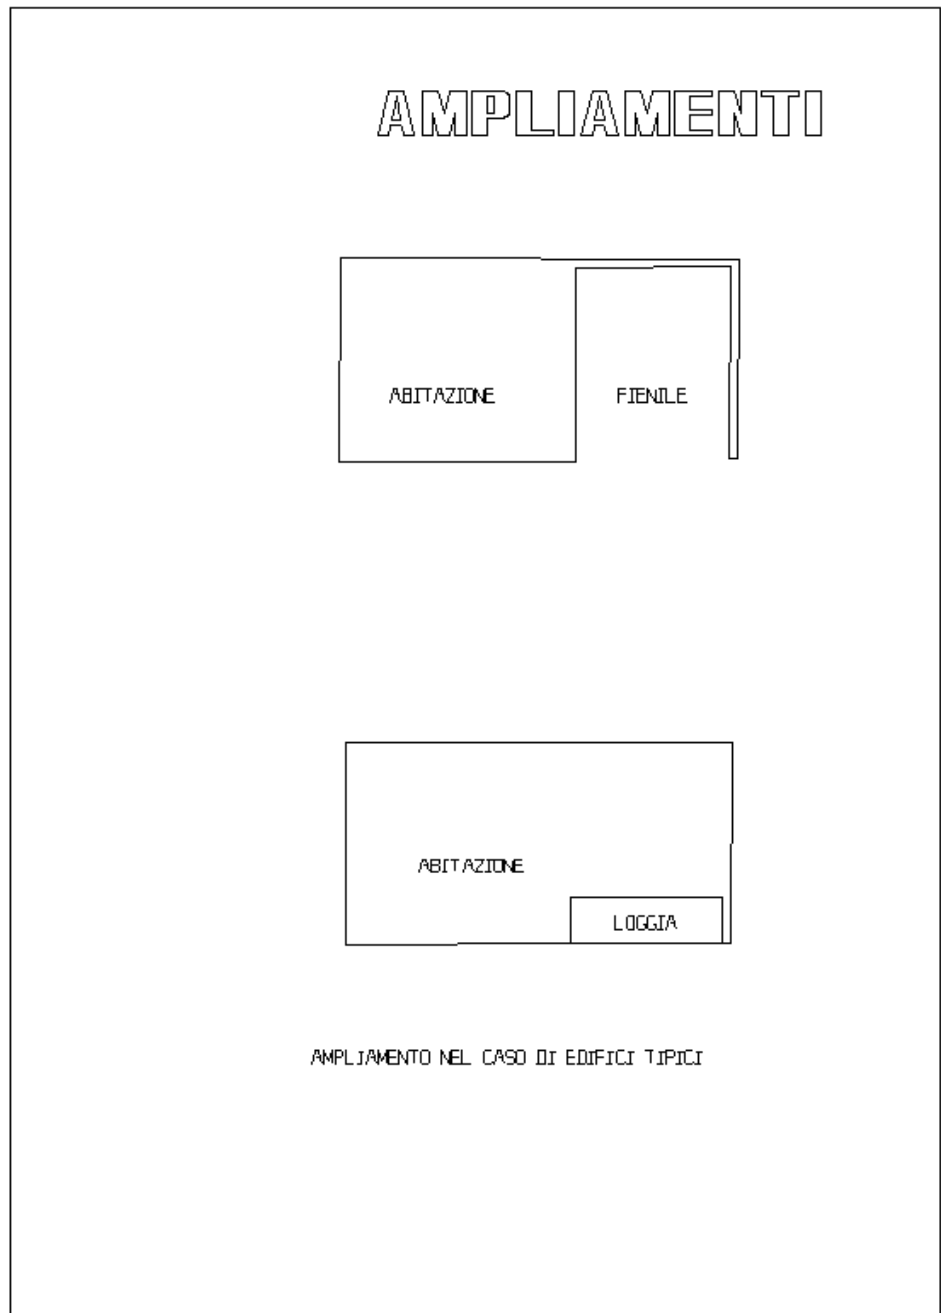 AMPLIAMENTI
ABITAZIONE FIENILE
ABITAZIONE
LOGGIA
AMPLIAMENTO NEL CASO DI EDIFICI TIPICI